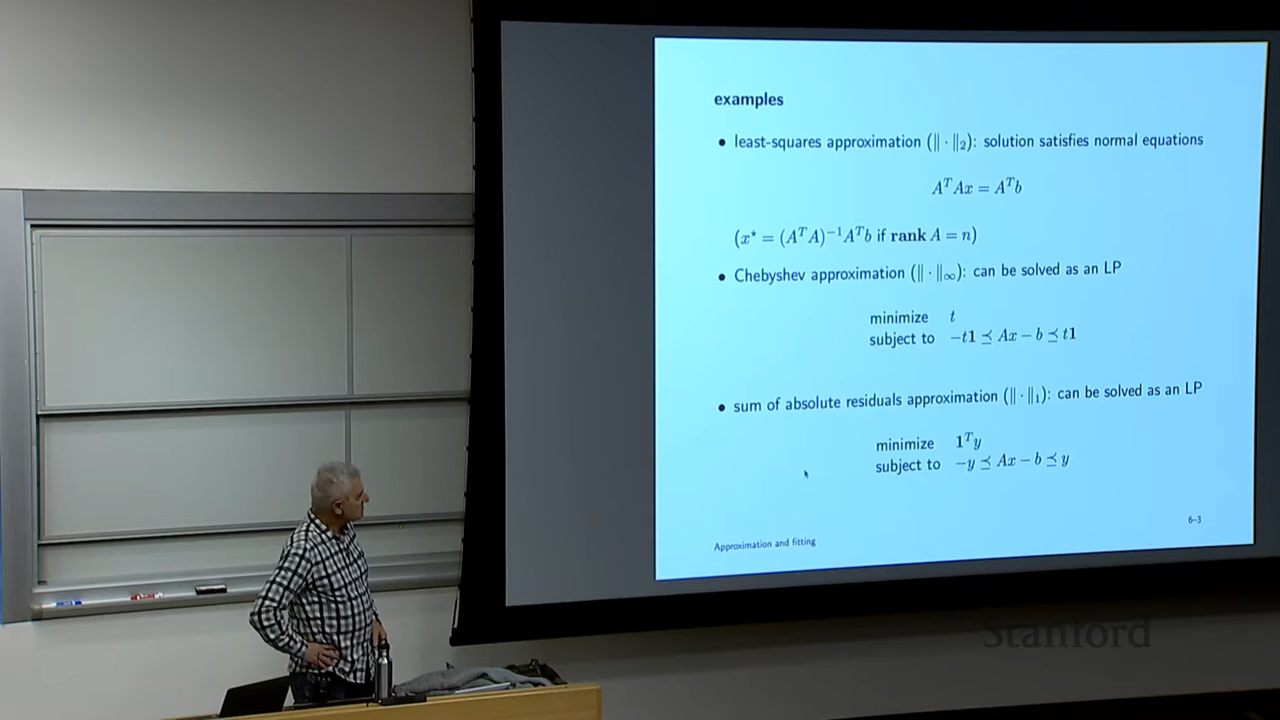 examples
• least-squares approximation (‖ · ‖₂): solution satisfies normal equations
AᵀAx = Aᵀb
(x⋆ = (AᵀA)⁻¹Aᵀb if rank A = n)
• Chebyshev approximation (‖ · ‖∞): can be solved as an LP
minimize t
subject to −t1 ⪯ Ax − b ⪯ t1
• sum of absolute residuals approximation (‖ · ‖₁): can be solved as an LP
minimize 1ᵀy
subject to −y ⪯ Ax − b ⪯ y
6–3
Approximation and fitting
Stanford